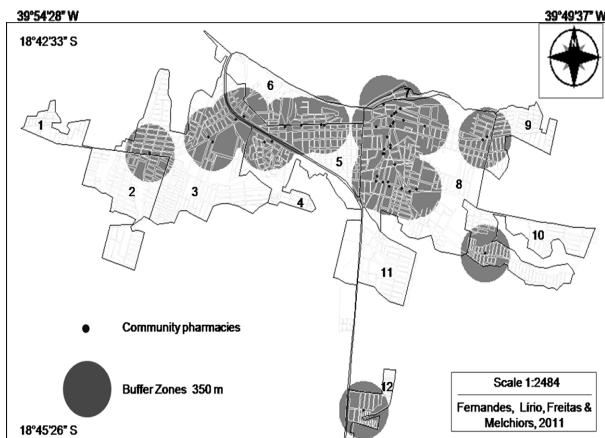 39°54'28" W
39°49'37" W
18°42'33" S
6
7
1
9
5
2
3
8
4
10
11
Community pharmacies
12
Buffer Zones 350 m
Scale 1:2484
Fernandes, Lírio, Freitas &
Melchiors, 2011
18°45'26" S